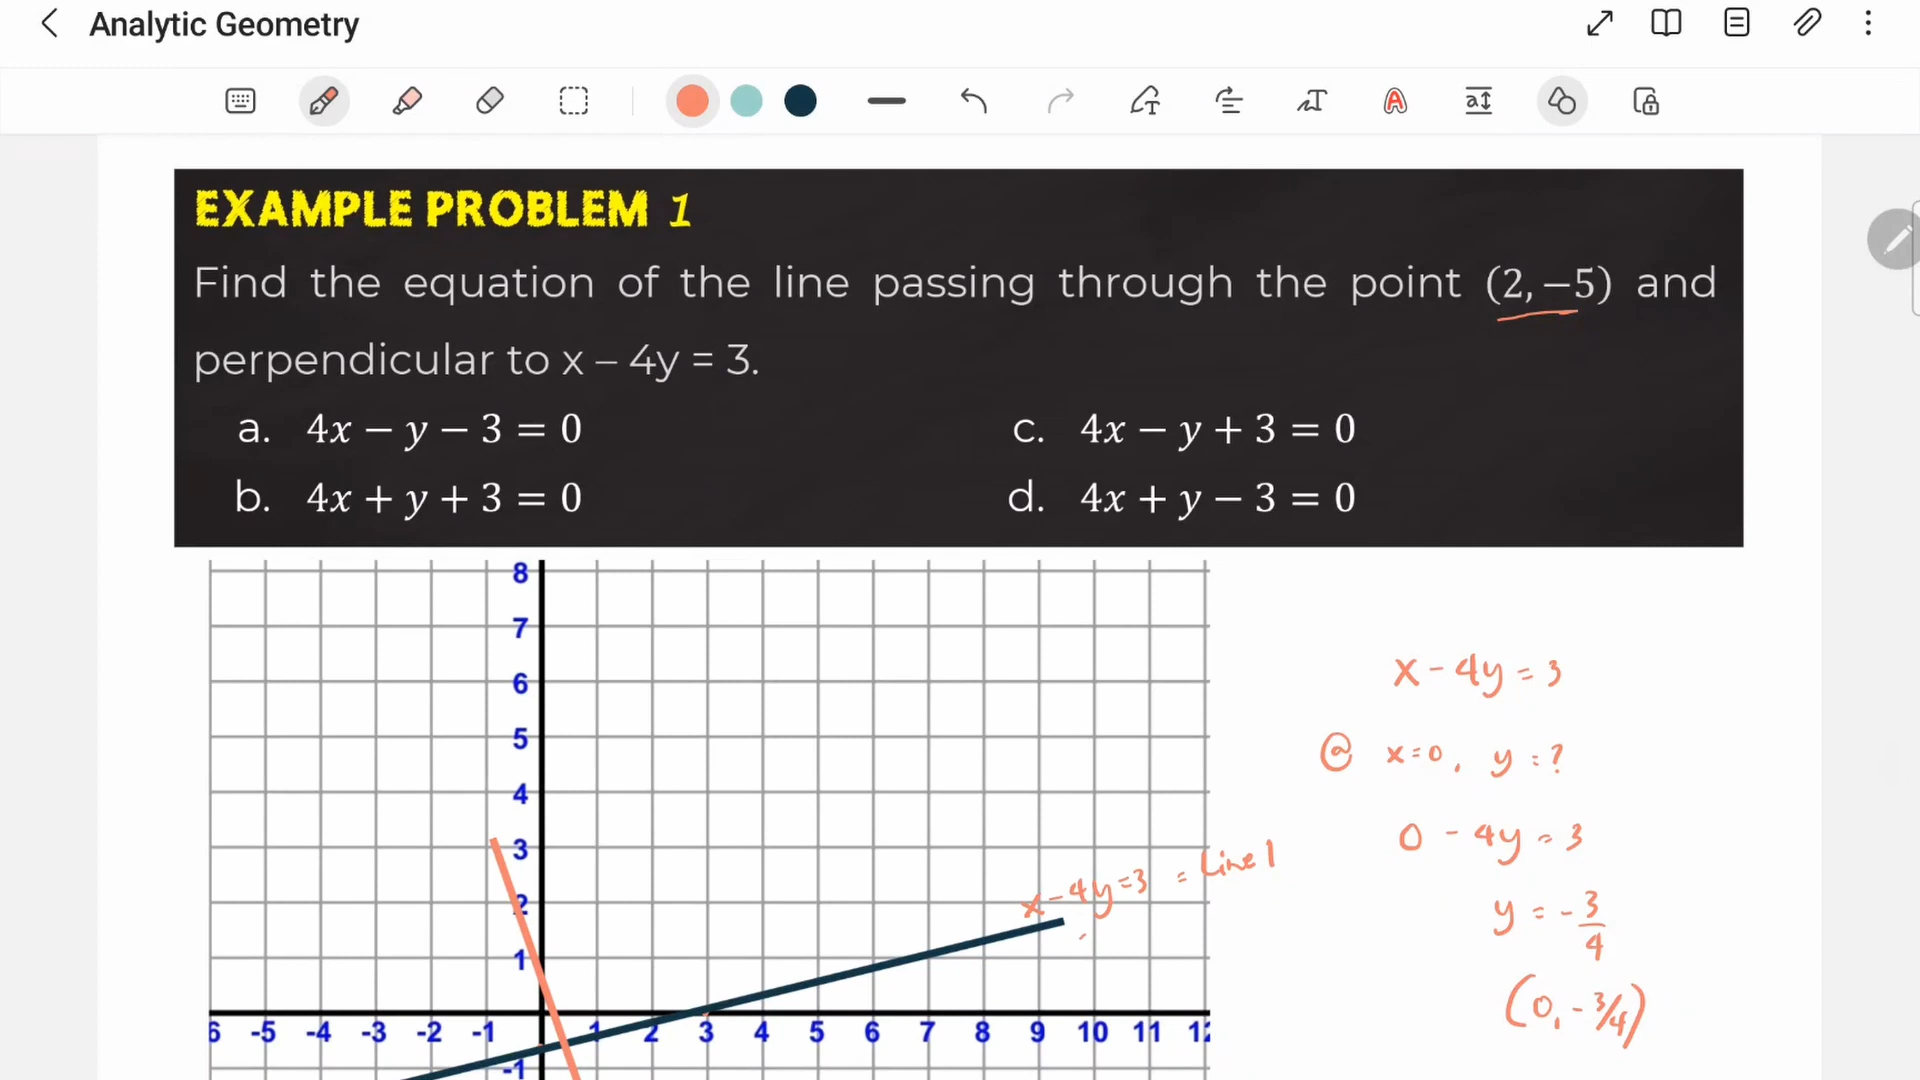 Analytic Geometry
EXAMPLE PROBLEM 1
Find the equation of the line passing through the point (2, −5) and
perpendicular to x – 4y = 3.
a. 4x − y − 3 = 0
c. 4x − y + 3 = 0
b. 4x + y + 3 = 0
d. 4x + y − 3 = 0
8
7
6
5
4
3
2
1
6 -5 -4 -3 -2 -1 1 2 3 4 5 6 7 8 9 10 11 12
-1
x - 4y = 3 = Line 1
x - 4y = 3
@ x = 0, y = ?
0 - 4y = 3
y = - 3/4
(0, - 3/4)